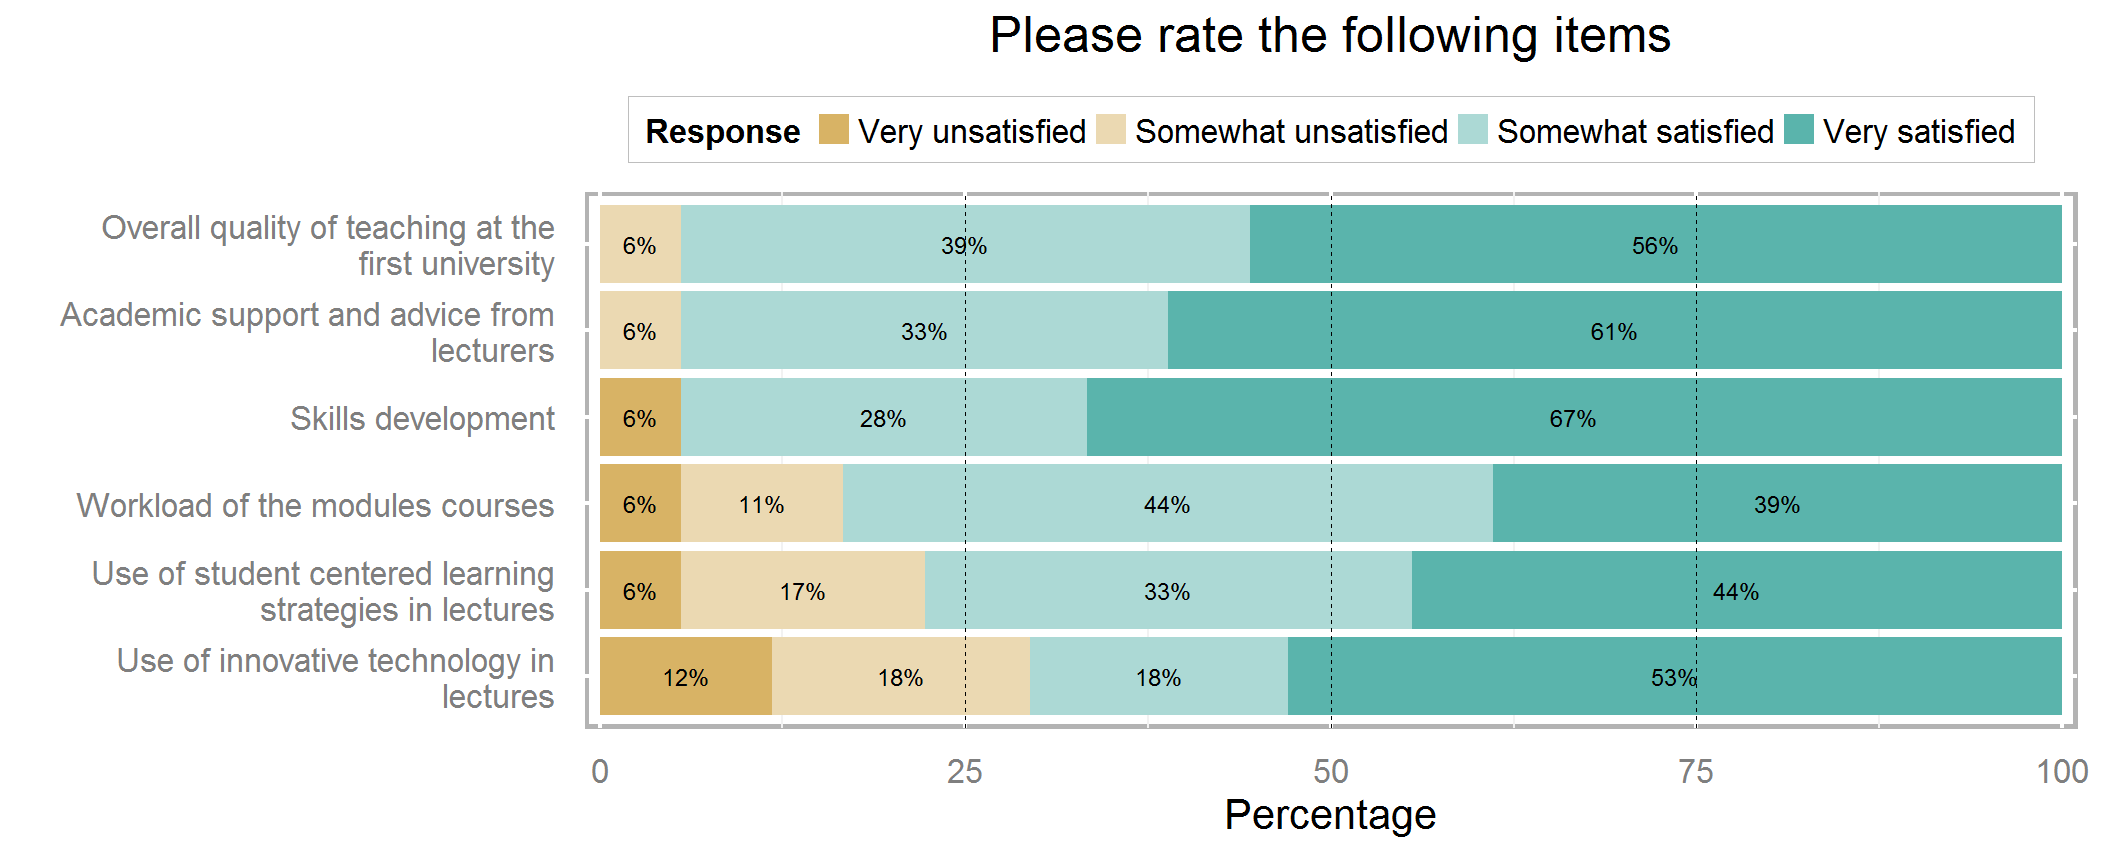 Please rate the following items
Response Very unsatisfied Somewhat unsatisfied Somewhat satisfied Very satisfied
Overall quality of teaching at the
first university
6% 39% 56%
Academic support and advice from
lecturers
6% 33% 61%
Skills development
6% 28% 67%
Workload of the modules courses
6% 11% 44% 39%
Use of student centered learning
strategies in lectures
6% 17% 33% 44%
Use of innovative technology in
lectures
12% 18% 18% 53%
0 25 50 75 100
Percentage